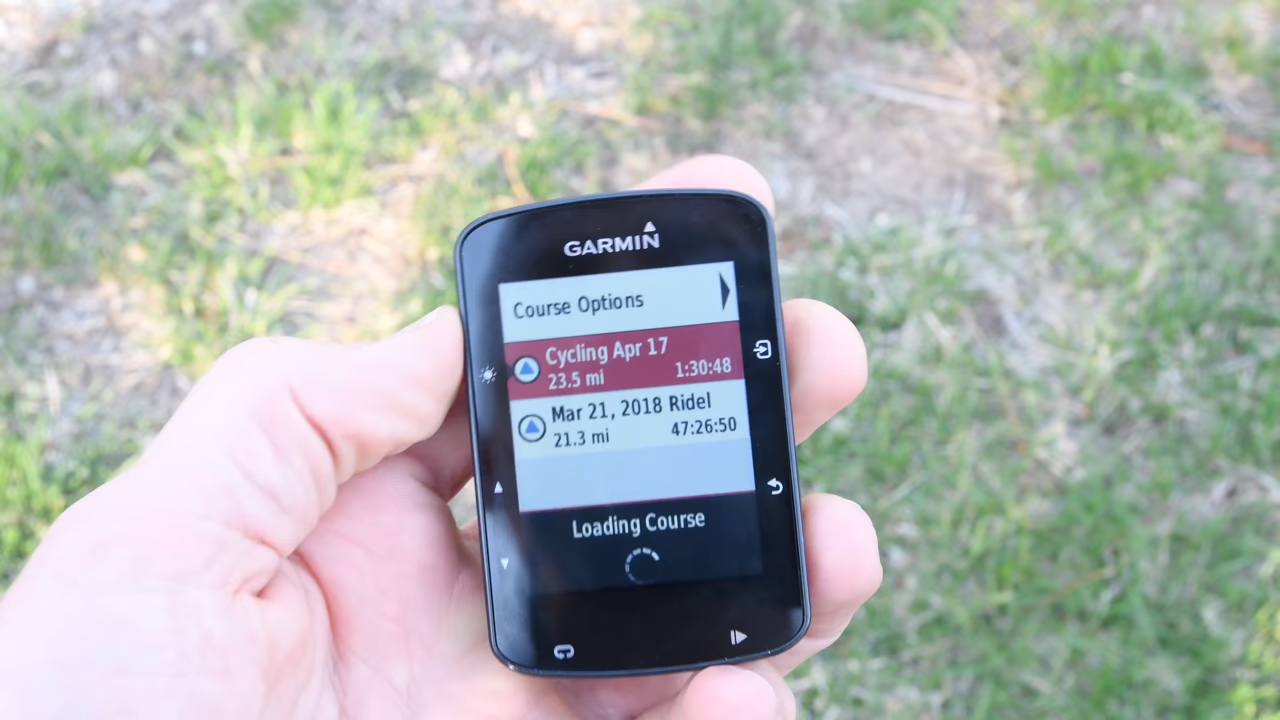 GARMIN
Course Options
Cycling Apr 17
23.5 mi 1:30:48
Mar 21, 2018 Ridel
21.3 mi 47:26:50
Loading Course